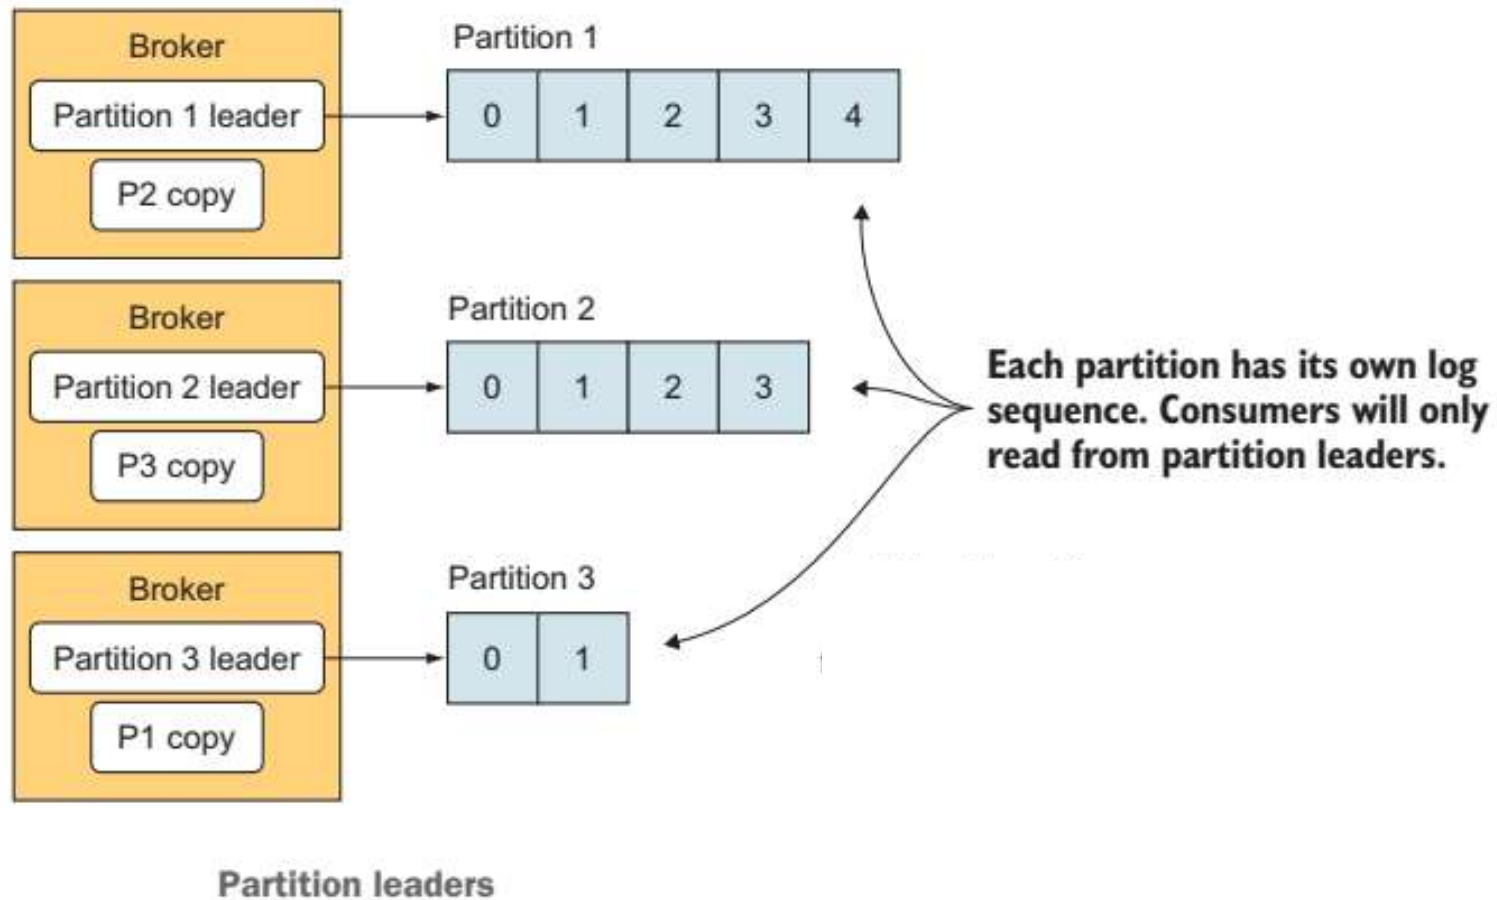 Broker
Partition 1 leader
P2 copy
Partition 1
0 1 2 3 4
Broker
Partition 2 leader
P3 copy
Partition 2
0 1 2 3
Each partition has its own log
sequence. Consumers will only
read from partition leaders.
Broker
Partition 3 leader
P1 copy
Partition 3
0 1
Partition leaders